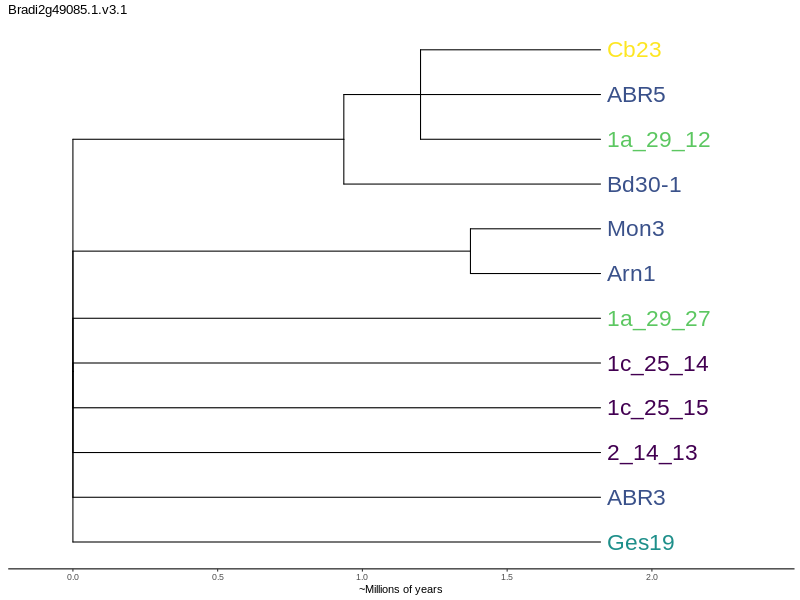 Bradi2g49085.1.v3.1
Cb23
ABR5
1a_29_12
Bd30-1
Mon3
Arn1
1a_29_27
1c_25_14
1c_25_15
2_14_13
ABR3
Ges19
0.0 0.5 1.0 1.5 2.0
~Millions of years